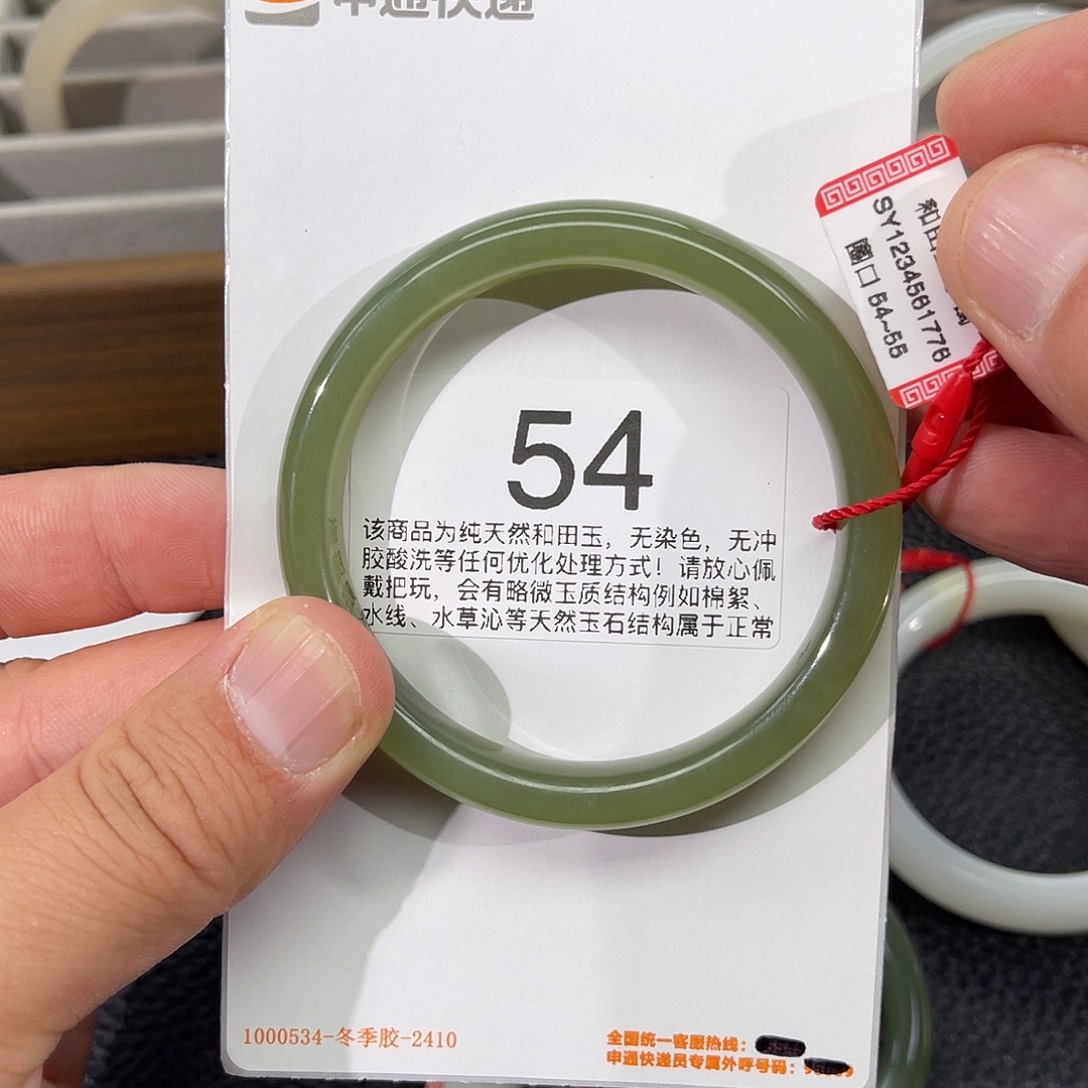 申通快递
和田
SY1234561776
圈口 54~55
54
该商品为纯天然和田玉，无染色，无冲
胶酸洗等任何优化处理方式！请放心佩
戴把玩，会有略微玉质结构例如棉絮、
水线、水草沁等天然玉石结构属于正常
1000534-冬季胶-2410
全国统一客服热线：
申通快递员专属外呼号码：